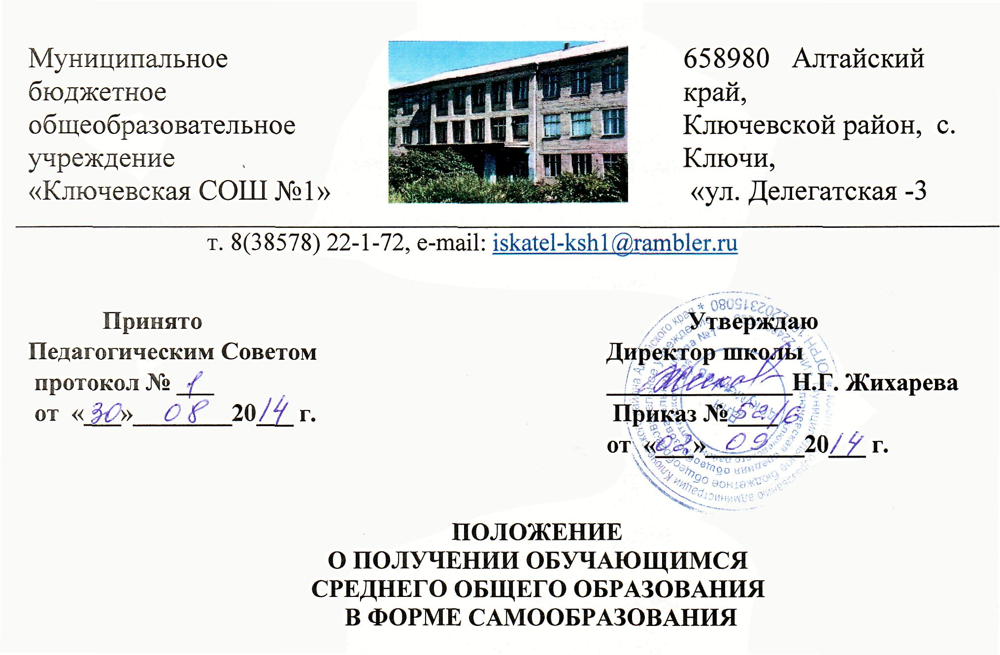 Муниципальное
бюджетное
общеобразовательное
учреждение
«Ключевская СОШ №1»
658980 Алтайский
край,
Ключевской район, с.
Ключи,
«ул. Делегатская -3
т. 8(38578) 22-1-72, e-mail: iskatel-ksh1@rambler.ru
Принято
Педагогическим Советом
протокол № 1
от «30» 08 2014 г.
Утверждаю
Директор школы
Н.Г. Жихарева
Приказ № 52/6
от «02» 09 2014 г.
ПОЛОЖЕНИЕ
О ПОЛУЧЕНИИ ОБУЧАЮЩИМСЯ
СРЕДНЕГО ОБЩЕГО ОБРАЗОВАНИЯ
В ФОРМЕ САМООБРАЗОВАНИЯ